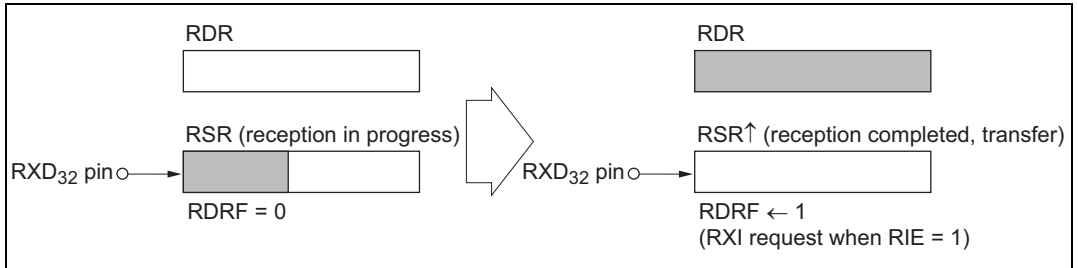 RDR
RSR (reception in progress)
RXD32 pin
RDRF = 0
RDR
RSR↑ (reception completed, transfer)
RXD32 pin
RDRF ← 1
(RXI request when RIE = 1)